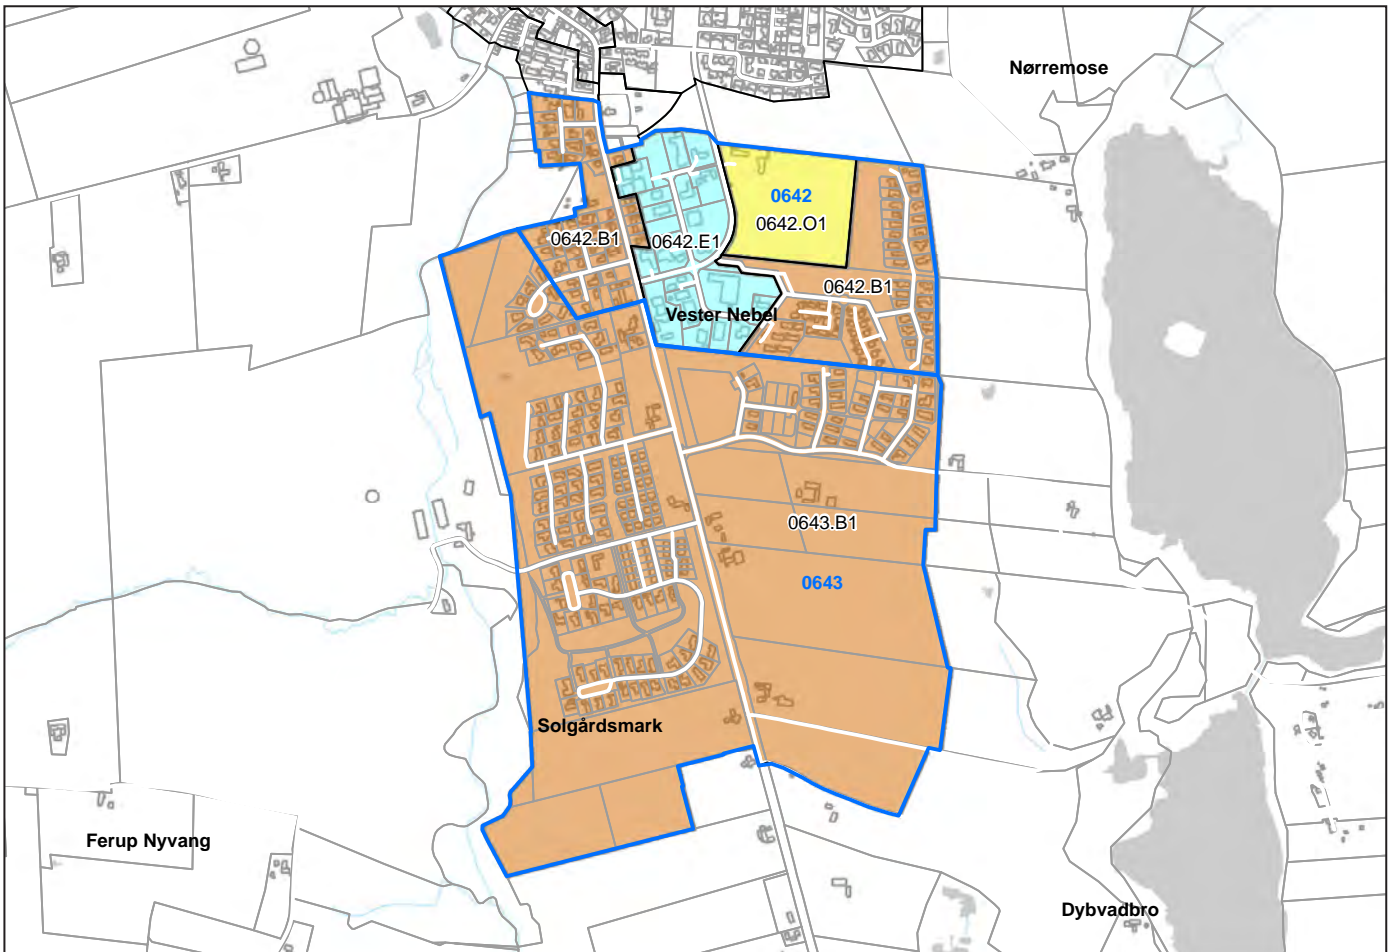 Nørremose
0642
0642.O1
0642.B1
0642.E1
0642.B1
Vester Nebel
0643.B1
0643
Solgårdsmark
Ferup Nyvang
Dybvadbro